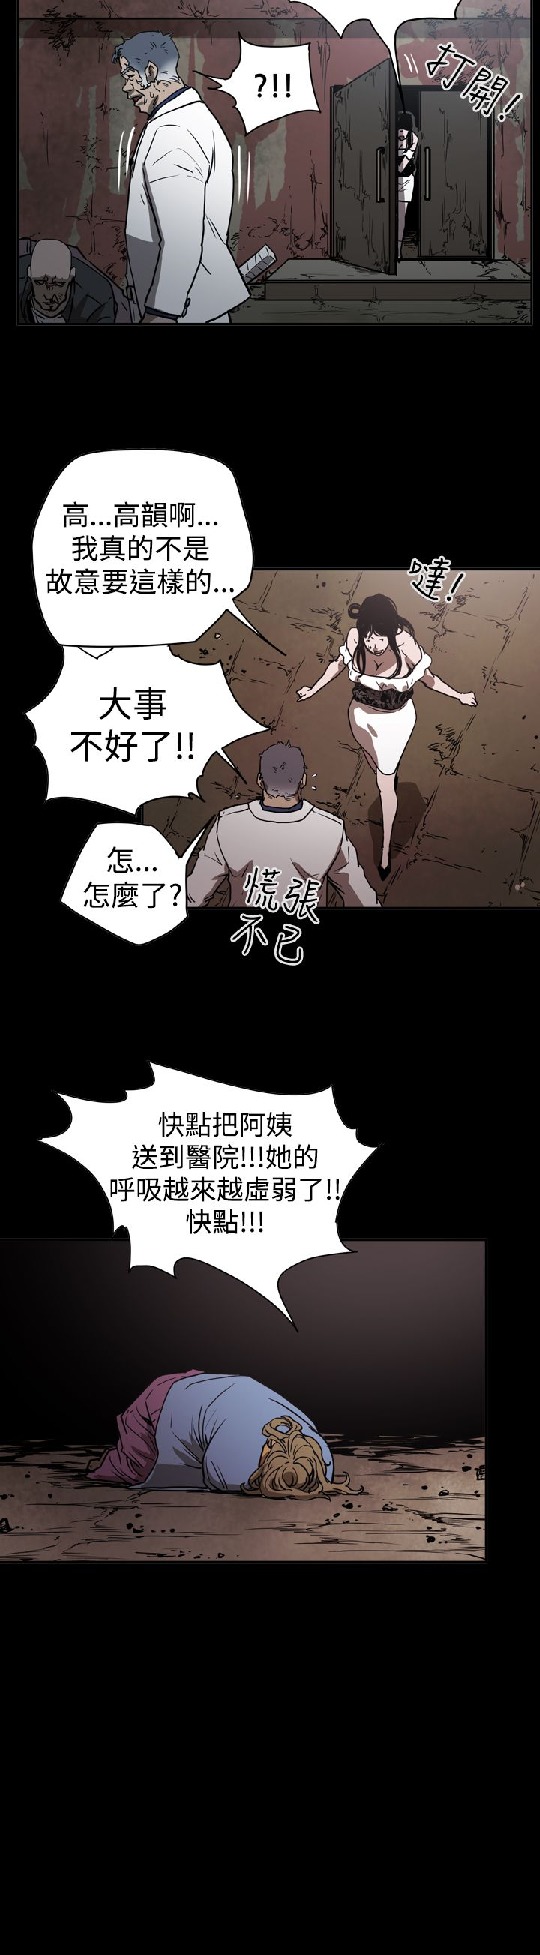 ?!!
打開!
高...高韻啊...
我真的不是
故意要這樣的...
噠!
大事
不好了!!
怎...
怎麼了?
慌張
不已
快點把阿姨
送到醫院!!!她的
呼吸越來越虛弱了!!
快點!!!